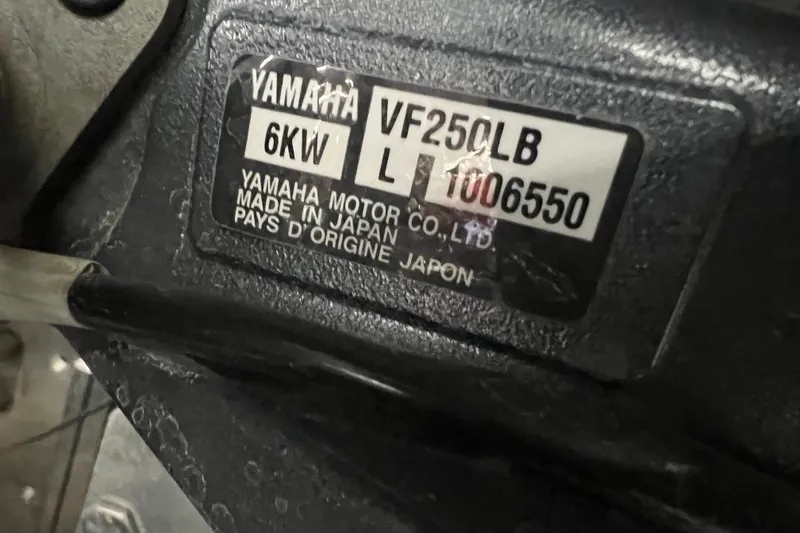 YAMAHA
6KW
VF250LB
L 1006550
YAMAHA MOTOR CO.,LTD.
MADE IN JAPAN
PAYS D'ORIGINE JAPON